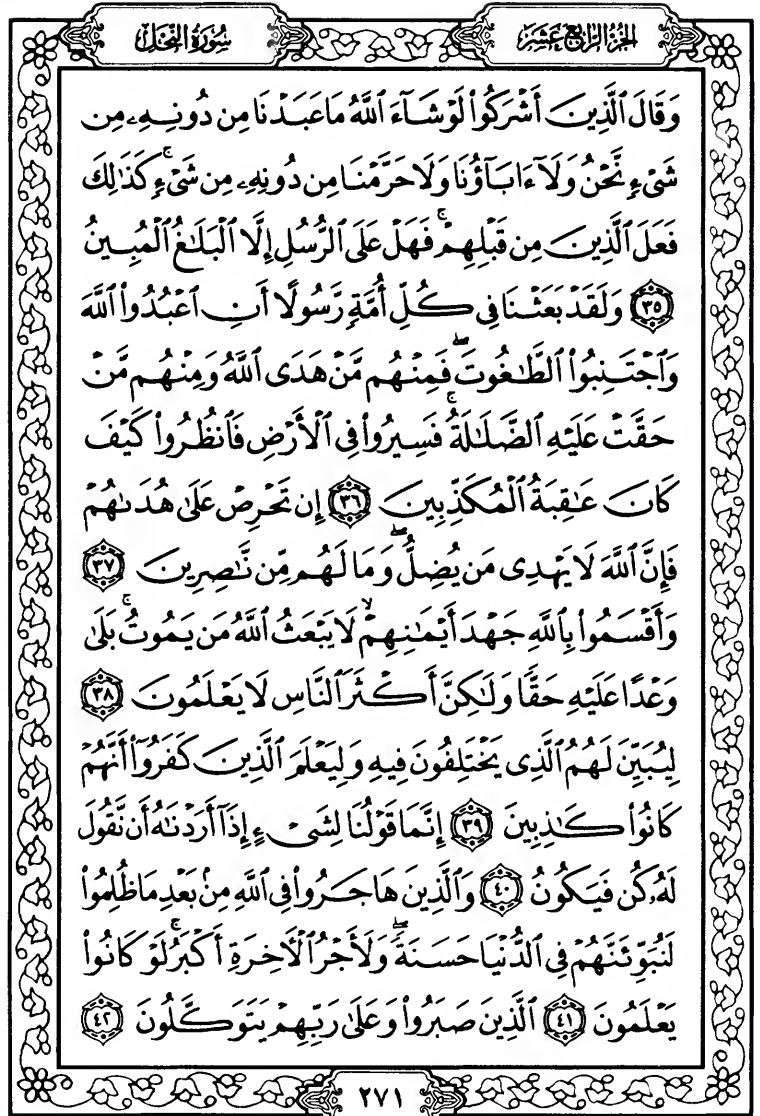 الجزء الرابع عشر
سورة النحل
وَقَالَ ٱلَّذِينَ أَشْرَكُوا۟ لَوْ شَآءَ ٱللَّهُ مَا عَبَدْنَا مِن دُونِهِۦ مِن
شَىْءٍ نَّحْنُ وَلَآ ءَابَآؤُنَا وَلَا حَرَّمْنَا مِن دُونِهِۦ مِن شَىْءٍ ۚ كَذَٰلِكَ
فَعَلَ ٱلَّذِينَ مِن قَبْلِهِمْ ۚ فَهَلْ عَلَى ٱلرُّسُلِ إِلَّا ٱلْبَلَٰغُ ٱلْمُبِينُ
٣٥ وَلَقَدْ بَعَثْنَا فِى كُلِّ أُمَّةٍ رَّسُولًا أَنِ ٱعْبُدُوا۟ ٱللَّهَ
وَٱجْتَنِبُوا۟ ٱلطَّٰغُوتَ ۖ فَمِنْهُم مَّنْ هَدَى ٱللَّهُ وَمِنْهُم مَّنْ
حَقَّتْ عَلَيْهِ ٱلضَّلَٰلَةُ ۚ فَسِيرُوا۟ فِى ٱلْأَرْضِ فَٱنظُرُوا۟ كَيْفَ
كَانَ عَٰقِبَةُ ٱلْمُكَذِّبِينَ ٣٦ إِن تَحْرِصْ عَلَىٰ هُدَىٰهُمْ
فَإِنَّ ٱللَّهَ لَا يَهْدِى مَن يُضِلُّ ۖ وَمَا لَهُم مِّن نَّٰصِرِينَ ٣٧
وَأَقْسَمُوا۟ بِٱللَّهِ جَهْدَ أَيْمَٰنِهِمْ ۙ لَا يَبْعَثُ ٱللَّهُ مَن يَمُوتُ ۚ بَلَىٰ
وَعْدًا عَلَيْهِ حَقًّا وَلَٰكِنَّ أَكْثَرَ ٱلنَّاسِ لَا يَعْلَمُونَ ٣٨
لِيُبَيِّنَ لَهُمُ ٱلَّذِى يَخْتَلِفُونَ فِيهِ وَلِيَعْلَمَ ٱلَّذِينَ كَفَرُوٓا۟ أَنَّهُمْ
كَانُوا۟ كَٰذِبِينَ ٣٩ إِنَّمَا قَوْلُنَا لِشَىْءٍ إِذَآ أَرَدْنَٰهُ أَن نَّقُولَ
لَهُۥ كُن فَيَكُونُ ٤٠ وَٱلَّذِينَ هَاجَرُوا۟ فِى ٱللَّهِ مِنۢ بَعْدِ مَا ظُلِمُوا۟
لَنُبَوِّئَنَّهُمْ فِى ٱلدُّنْيَا حَسَنَةً ۖ وَلَأَجْرُ ٱلْءَاخِرَةِ أَكْبَرُ ۚ لَوْ كَانُوا۟
يَعْلَمُونَ ٤١ ٱلَّذِينَ صَبَرُوا۟ وَعَلَىٰ رَبِّهِمْ يَتَوَكَّلُونَ ٤٢
٢٧١